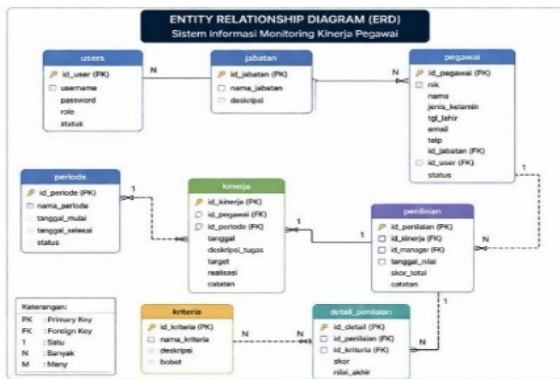 ENTITY RELATIONSHIP DIAGRAM (ERD)
Sistem Informasi Monitoring Kinerja Pegawai
users
id_user (PK)
username
password
role
status
N
jabatan
id_jabatan (PK)
nama_jabatan
deskripsi
N
pegawai
id_pegawai (PK)
nik
nama
jenis_kelamin
tgl_lahir
email
telp
id_jabatan (FK)
id_user (FK)
status
1
periode
id_periode (FK)
nama_periode
tanggal_mulai
tanggal_selesai
status
1
kinerja
id_kinerja (PK)
id_pegawai (FK)
id_periode (FK)
tanggal
deskripsi_tugas
target
realisasi
catatan
1
1
penilaian
id_penilaian (PK)
id_kinerja (FK)
id_manager (FK)
tanggal_nilai
skor_total
catatan
N
1
Keterangan:
PK : Primary Key
FK : Foreign Key
1 : Satu
N : Banyak
M : Many
kriteria
id_kriteria (PK)
nama_kriteria
deskripsi
bobot
N
N
detail_penilaian
id_detail (PK)
id_penilaian (FK)
id_kriteria (FK)
skor
nilai_akhir
N